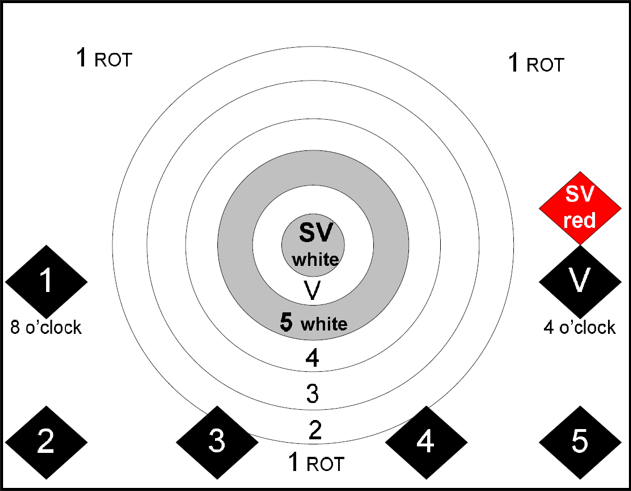 1 ROT
1 ROT
SV
red
SV
white
1
V
V
8 o'clock
5 white
4 o'clock
4
3
2
2
3
4
5
1 ROT